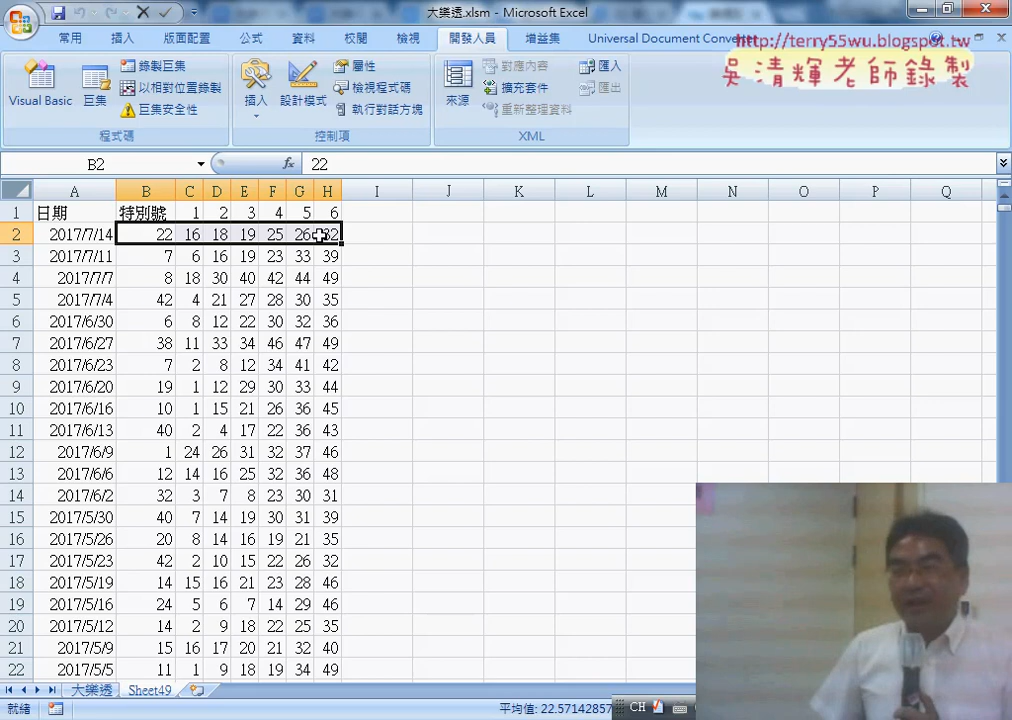 大樂透.xlsm - Microsoft Excel
常用 插入 版面配置 公式 資料 校閱 檢視 開發人員 增益集 Universal Document Conver
http://terry55wu.blogspot.tw
吳清輝老師錄製
Visual Basic 巨集 錄製巨集 以相對位置錄製 巨集安全性 插入 設計模式 屬性 檢視程式碼 執行對話方塊 來源 對應內容 擴充套件 重新整理資料 匯入 匯出
程式碼 控制項 XML
B2 fx 22
A B C D E F G H I J K L M N O P Q
1 日期 特別號 1 2 3 4 5 6
2 2017/7/14 22 16 18 19 25 26 32
3 2017/7/11 7 6 16 19 23 33 39
4 2017/7/7 8 18 30 40 42 44 49
5 2017/7/4 42 4 21 27 28 30 35
6 2017/6/30 6 8 12 22 30 32 36
7 2017/6/27 38 11 33 34 46 47 49
8 2017/6/23 7 2 8 12 34 41 42
9 2017/6/20 19 1 12 29 30 33 44
10 2017/6/16 10 1 15 21 26 36 45
11 2017/6/13 40 2 4 17 22 36 43
12 2017/6/9 1 24 26 31 32 37 46
13 2017/6/6 12 14 16 25 32 36 48
14 2017/6/2 32 3 7 8 23 30 31
15 2017/5/30 40 7 14 19 30 31 39
16 2017/5/26 20 8 14 16 19 21 35
17 2017/5/23 42 2 10 15 22 26 32
18 2017/5/19 14 15 16 21 23 28 46
19 2017/5/16 24 5 6 7 14 29 46
20 2017/5/12 14 2 9 18 22 25 35
21 2017/5/9 15 16 17 20 21 32 40
22 2017/5/5 11 1 9 18 19 34 49
大樂透 Sheet49
就緒 平均值: 22.57142857 CH